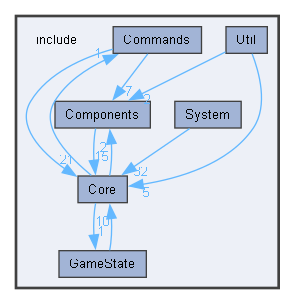 include
Commands
Util
1
7
2
Components
System
2
15
21
32
Core
5
10
1
GameState